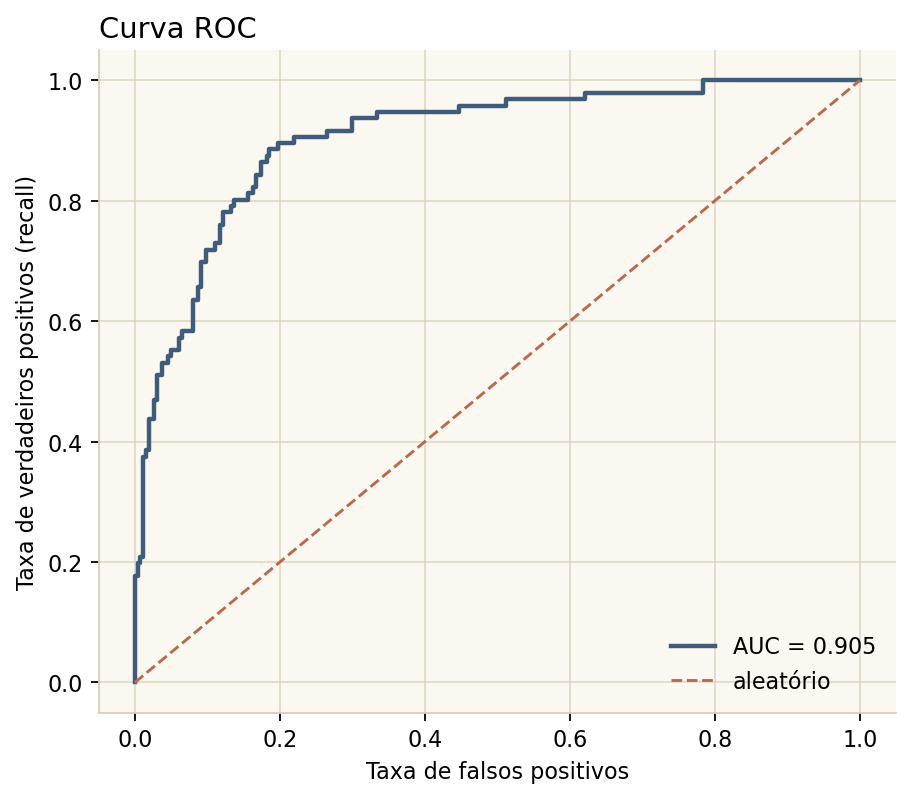 Curva ROC
1.0
0.8
0.6
0.4
0.2
0.0
Taxa de verdadeiros positivos (recall)
AUC = 0.905
aleatório
0.0 0.2 0.4 0.6 0.8 1.0
Taxa de falsos positivos